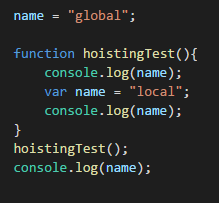 name = "global";
function hoistingTest(){
    console.log(name);
    var name = "local";
    console.log(name);
}
hoistingTest();
console.log(name);